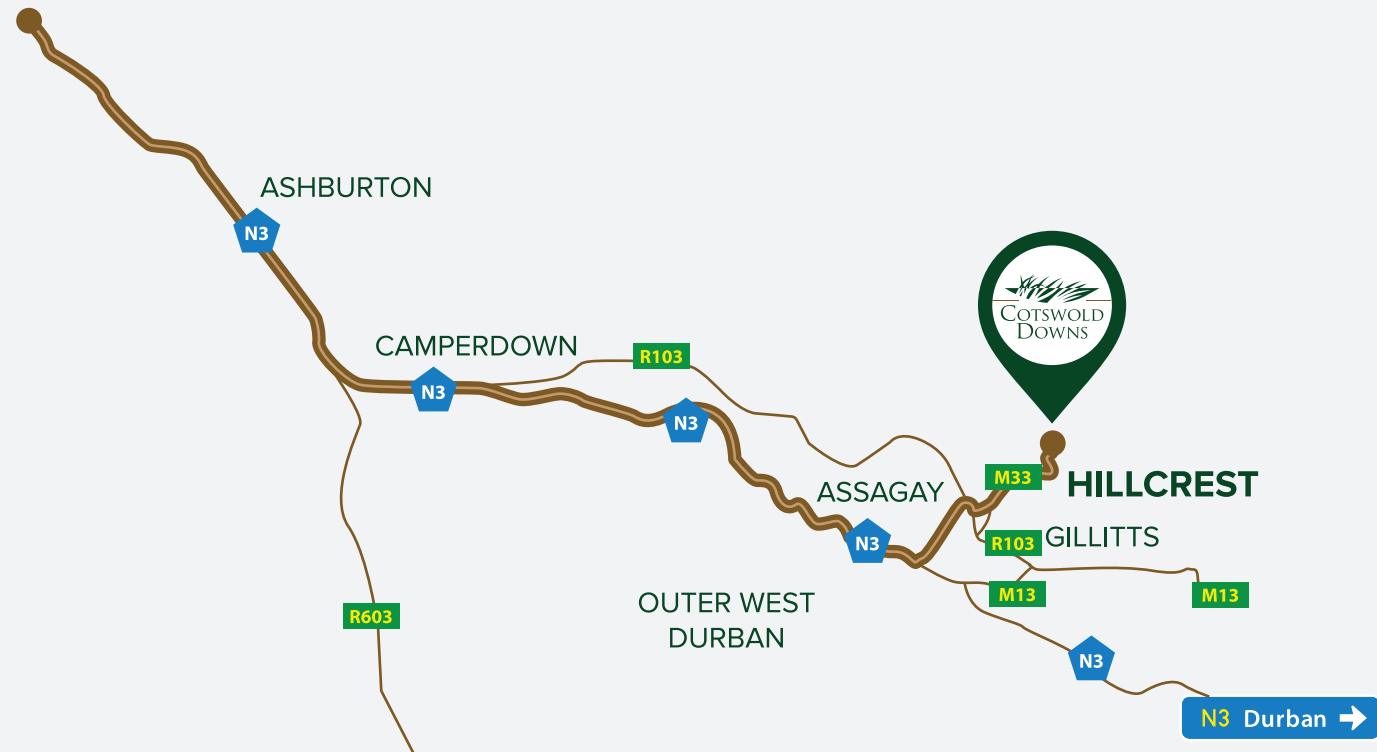 ASHBURTON
N3
COTSWOLD
DOWNS
CAMPERDOWN
R103
N3
N3
M33
HILLCREST
ASSAGAY
N3
R103
GILLITTS
M13
M13
OUTER WEST
DURBAN
R603
N3
N3 Durban